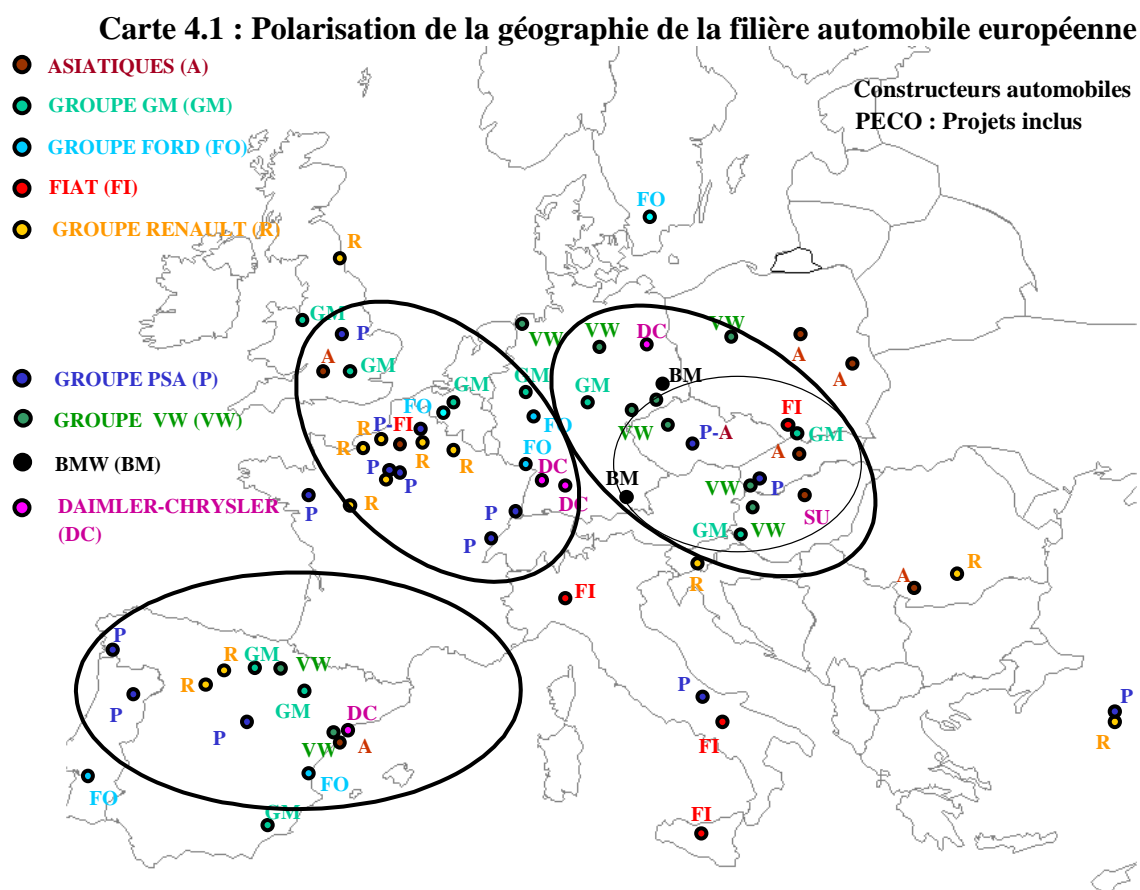 Carte 4.1 : Polarisation de la géographie de la filière automobile européenne
ASIATIQUES (A)
GROUPE GM (GM)
GROUPE FORD (FO)
FIAT (FI)
GROUPE RENAULT (R)
GROUPE PSA (P)
GROUPE VW (VW)
BMW (BM)
DAIMLER-CHRYSLER
(DC)
Constructeurs automobiles
PECO : Projets inclus
FO
R
GM
P
A
GM
VW
VW
DC
VW
A
A
GM
GM
GM
BM
FO
FO
P-FI
R
R
R
R
P
P
R
P
FO
DC
DC
P
P
VW
P-A
FI
GM
A
BM
VW
P
SU
GM
VW
R
A
R
FI
P
R
GM
VW
R
P
GM
P
DC
VW
A
FO
FO
GM
P
FI
FI
P
R